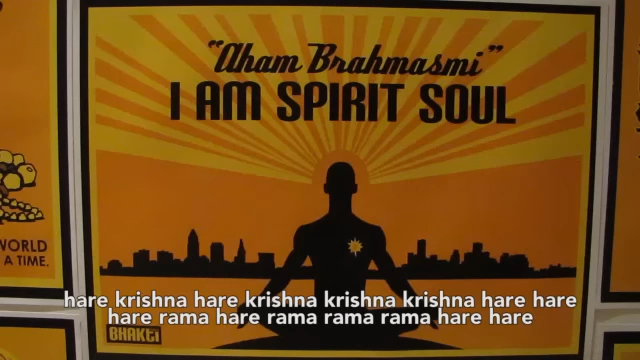 "Aham Brahmasmi"
I AM SPIRIT SOUL
WORLD
A TIME.
hare krishna hare krishna krishna krishna hare hare
hare rama hare rama rama rama hare hare
BHAKTI